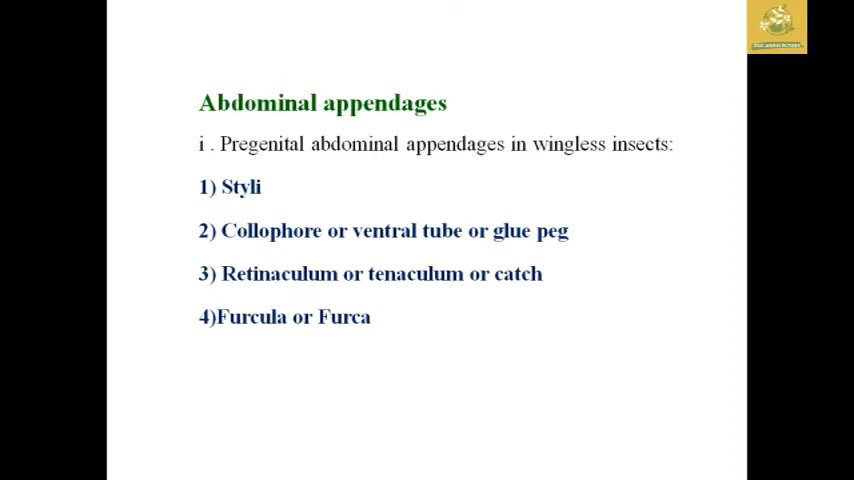 Abdominal appendages
i . Pregenital abdominal appendages in wingless insects:
1) Styli
2) Collophore or ventral tube or glue peg
3) Retinaculum or tenaculum or catch
4)Furcula or Furca